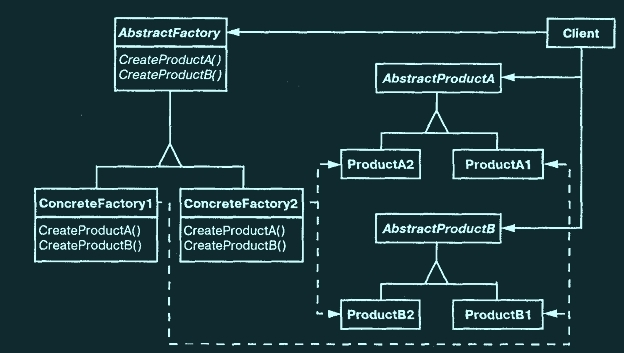 AbstractFactory
CreateProductA()
CreateProductB()
Client
AbstractProductA
ProductA2
ProductA1
ConcreteFactory1
CreateProductA()
CreateProductB()
ConcreteFactory2
CreateProductA()
CreateProductB()
AbstractProductB
ProductB2
ProductB1